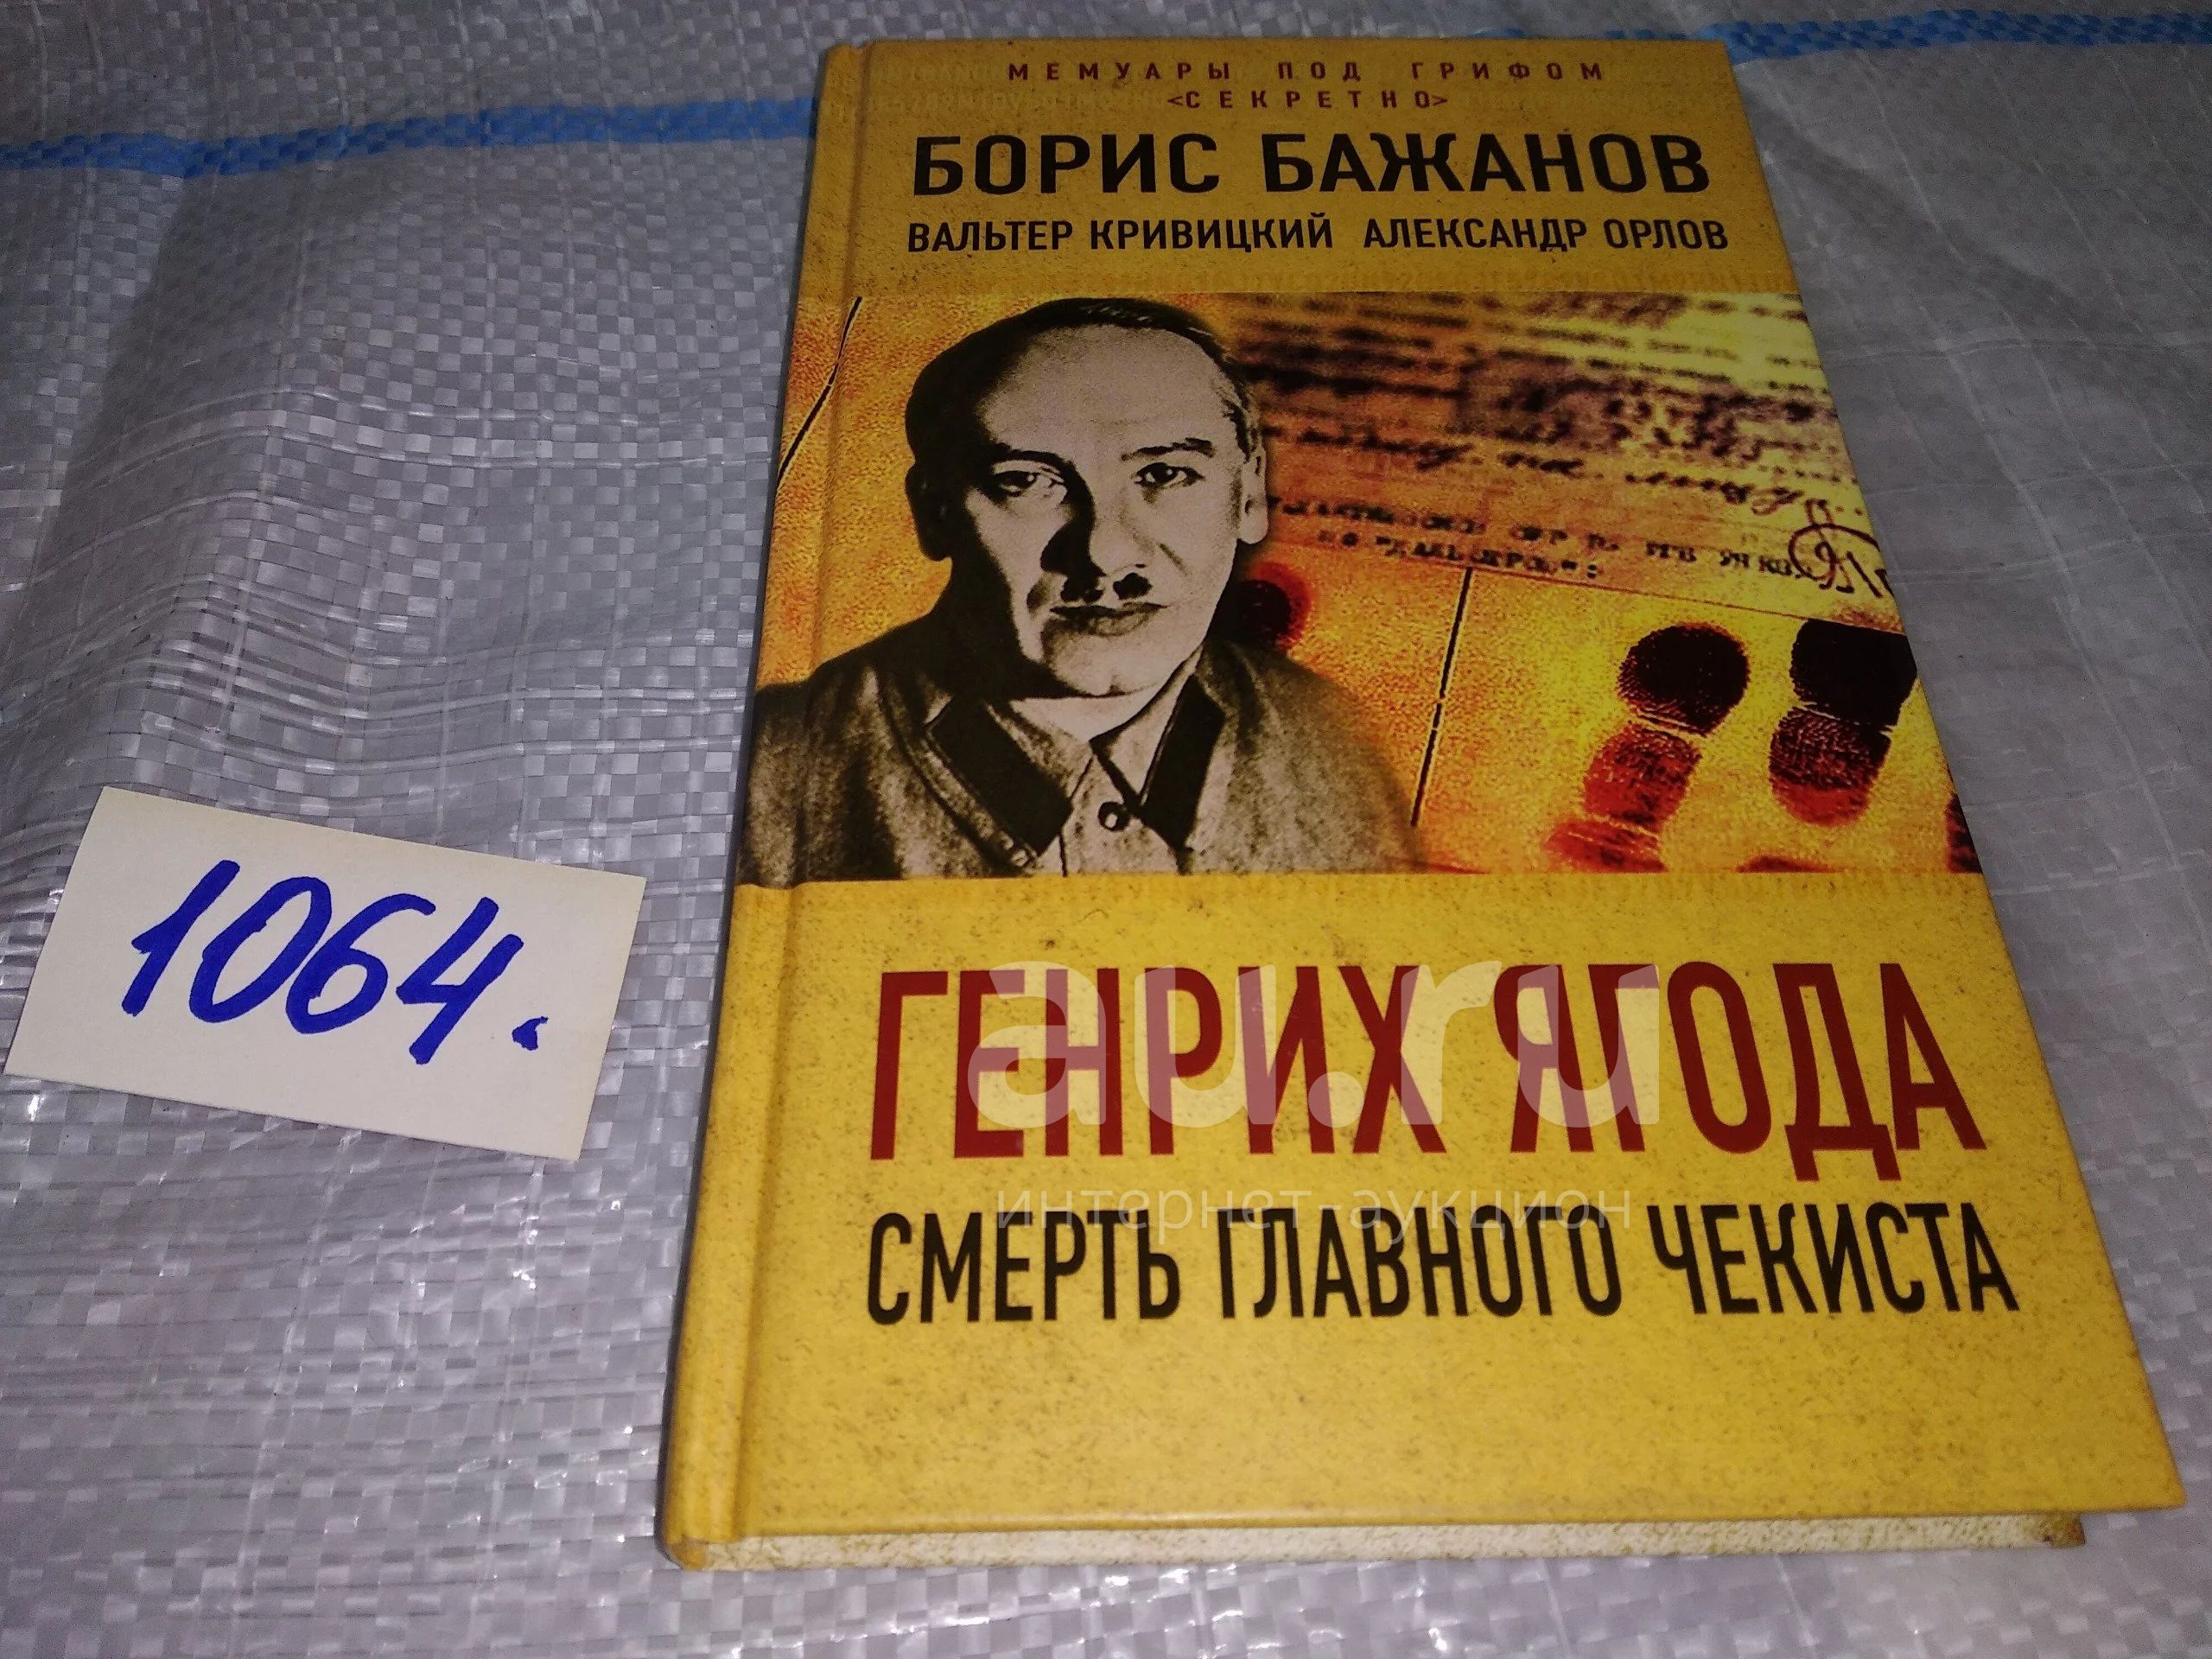 МЕМУАРЫ ПОД ГРИФОМ
<СЕКРЕТНО>
БОРИС БАЖАНОВ
ВАЛЬТЕР КРИВИЦКИЙ АЛЕКСАНДР ОРЛОВ
1064.
ГЕНРИХ ЯГОДА
au.ru
интернет-аукцион
СМЕРТЬ ГЛАВНОГО ЧЕКИСТА